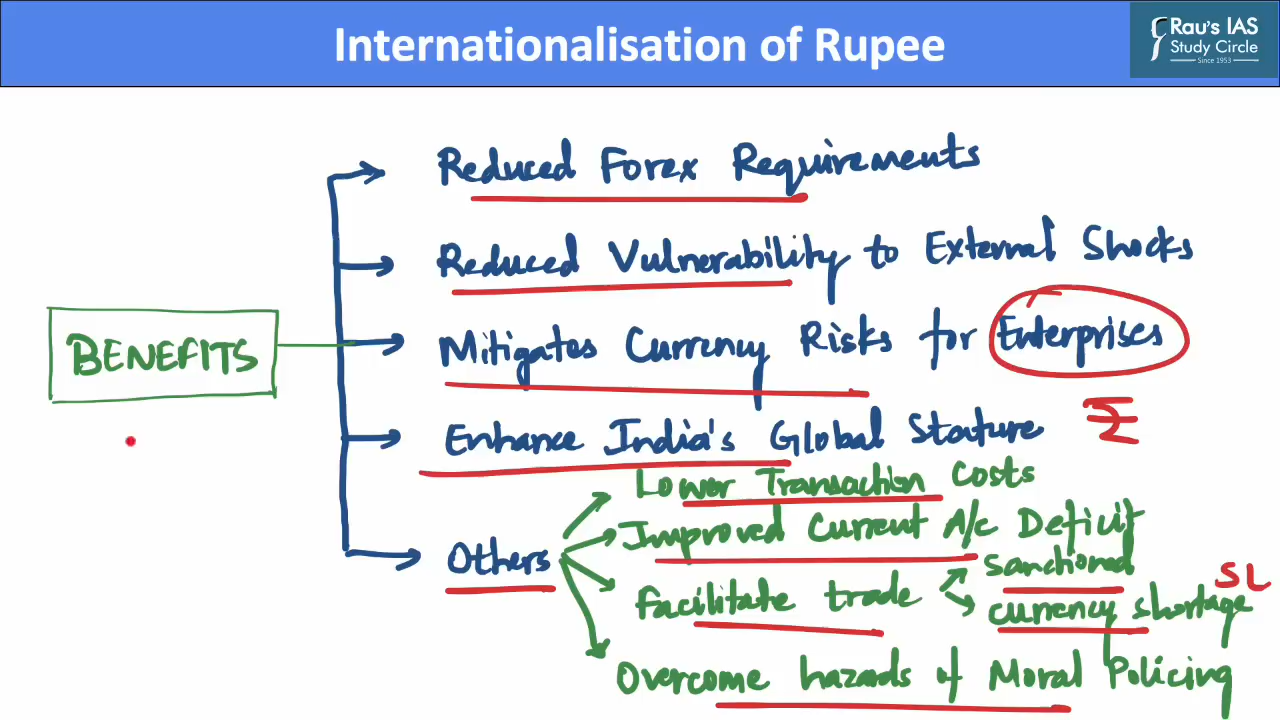 Internationalisation of Rupee
Rau's IAS
Study Circle
Since 1953
BENEFITS
Reduced Forex Requirements
Reduced Vulnerability to External Shocks
Mitigates Currency Risks for Enterprises
Enhance India's Global Stature ₹
Others
Lower Transaction Costs
Improved Current A/c Deficit
Facilitate trade
Sanctioned
Currency Shortage SL
Overcome hazards of Moral Policing